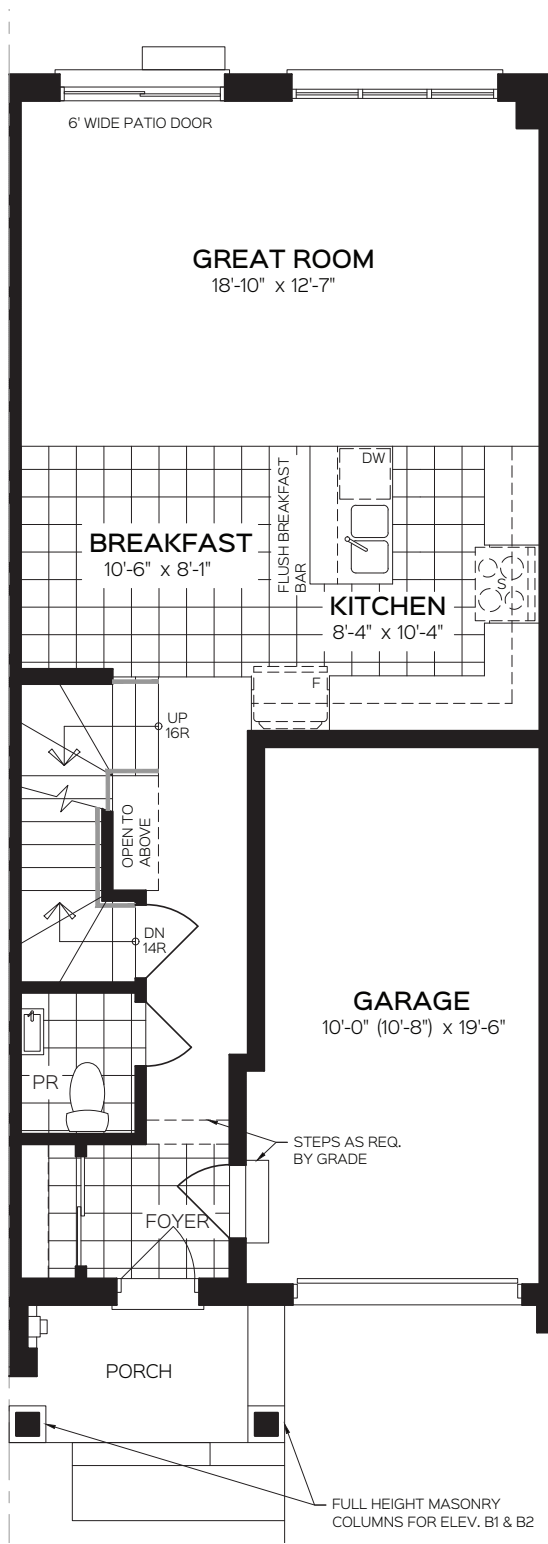 6' WIDE PATIO DOOR
GREAT ROOM
18'-10" x 12'-7"
DW
FLUSH BREAKFAST
BAR
BREAKFAST
10'-6" x 8'-1"
S
KITCHEN
8'-4" x 10'-4"
F
UP
16R
OPEN TO
ABOVE
DN
14R
GARAGE
10'-0" (10'-8") x 19'-6"
PR
STEPS AS REQ.
BY GRADE
FOYER
PORCH
FULL HEIGHT MASONRY
COLUMNS FOR ELEV. B1 & B2